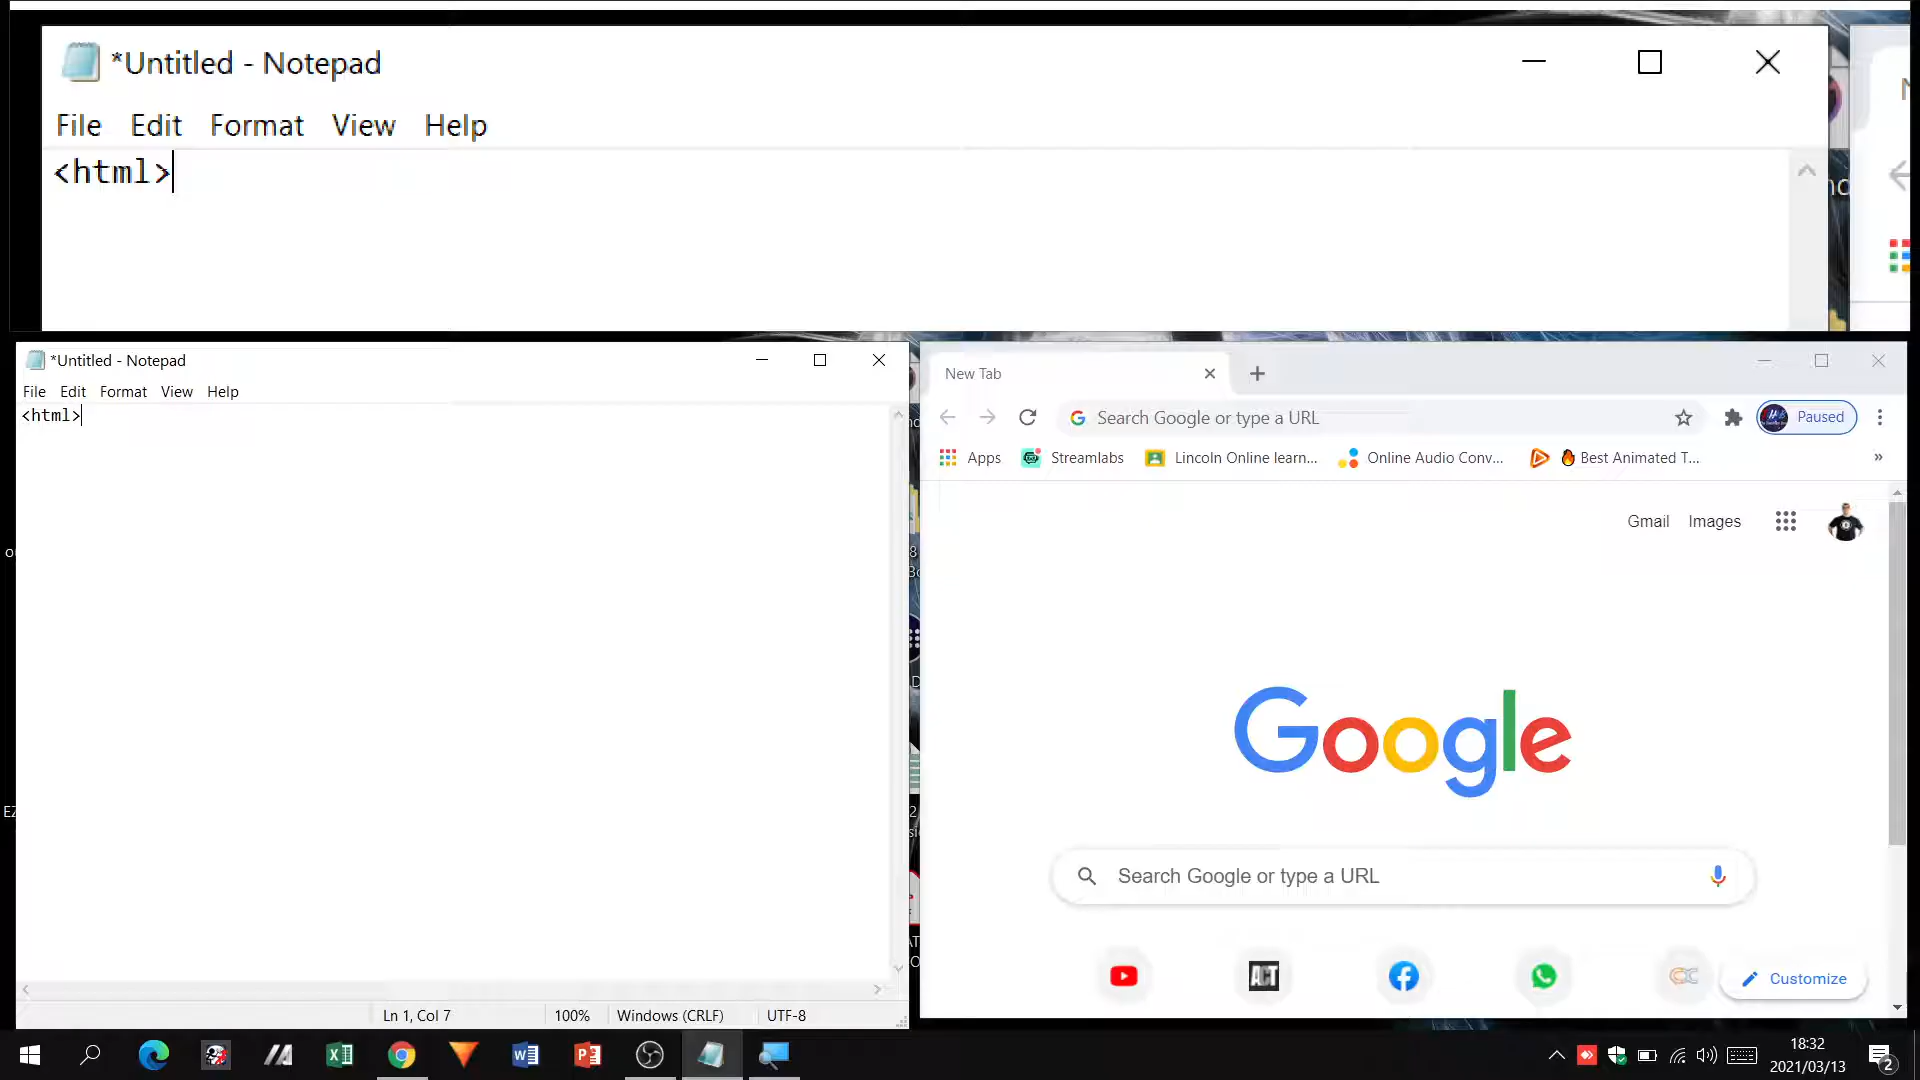 *Untitled - Notepad
File Edit Format View Help
<html>
*Untitled - Notepad
File Edit Format View Help
<html>
Ln 1, Col 7 100% Windows (CRLF) UTF-8
New Tab
Search Google or type a URL
Paused
Apps Streamlabs Lincoln Online learn... Online Audio Conv... Best Animated T... »
Gmail Images
Google
Search Google or type a URL
ACT
Customize
18:32
2021/03/13
2